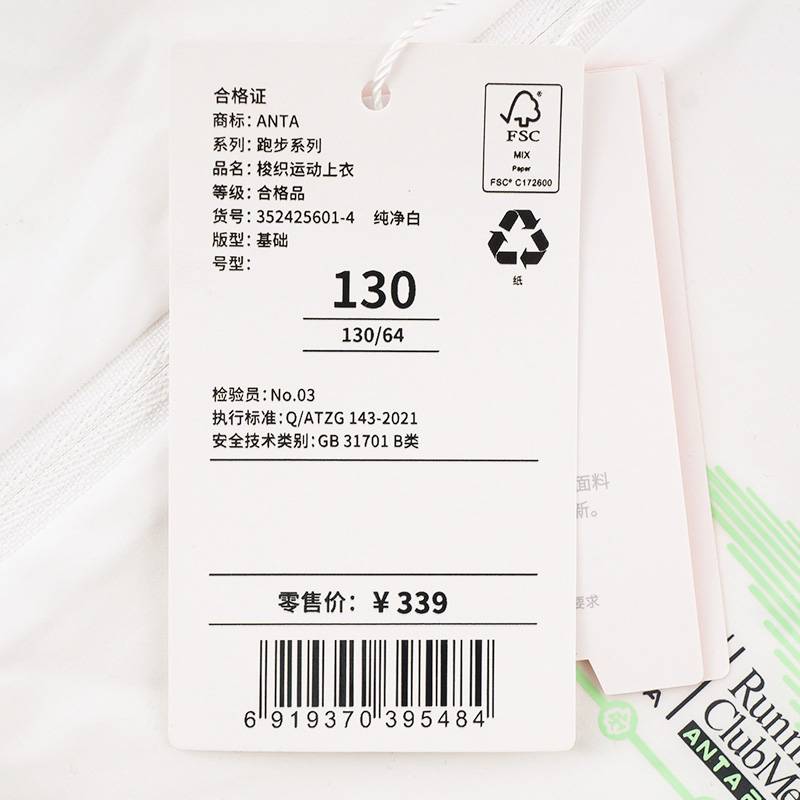 合格证
商标：ANTA
系列：跑步系列
品名：梭织运动上衣
等级：合格品
货号：352425601-4 纯净白
版型：基础
号型：
130
130/64
检验员：No.03
执行标准：Q/ATZG 143-2021
安全技术类别：GB 31701 B类
零售价：￥339
6 919370 395484
FSC
MIX
Paper
FSC® C172600
纸
面料
新。
要求
ANTA